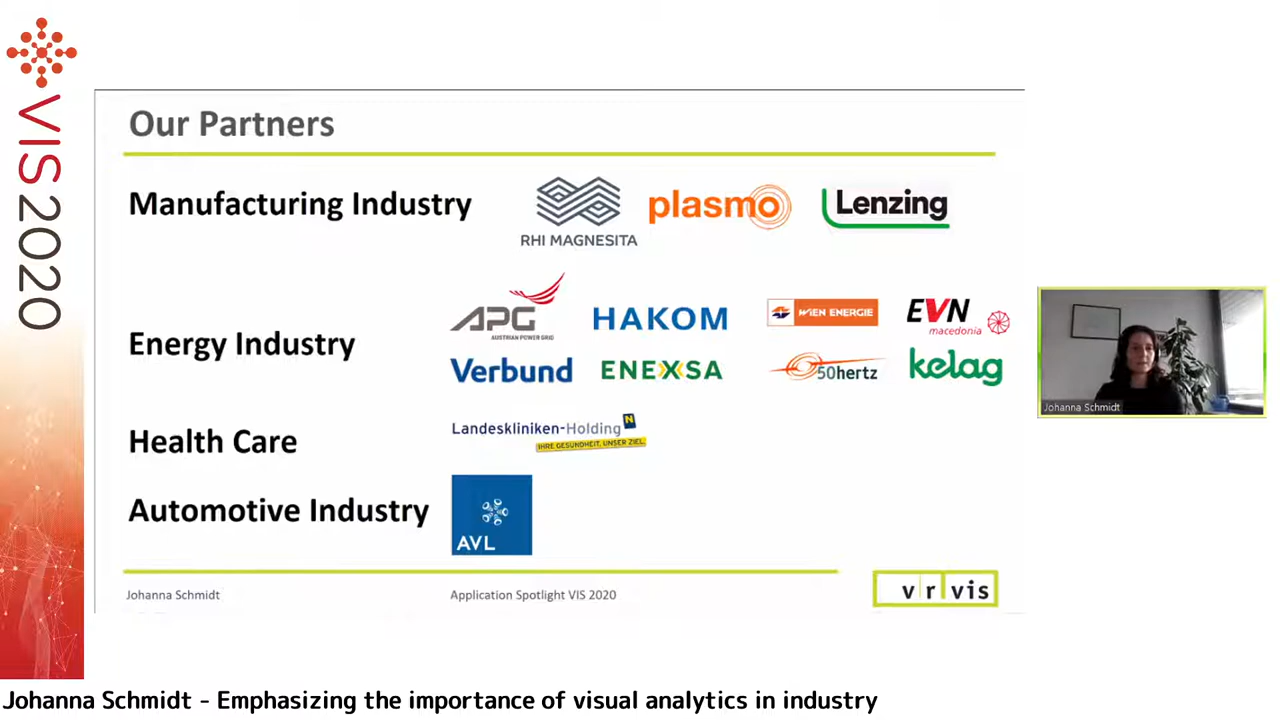 VIS2020
Our Partners
Manufacturing Industry
RHI MAGNESITA
plasmo
Lenzing
Energy Industry
APG
AUSTRIAN POWER GRID
HAKOM
WIEN ENERGIE
EVN
macedonia
Verbund
ENEXSA
50hertz
kelag
Health Care
Landeskliniken-Holding N
IHRE GESUNDHEIT. UNSER ZIEL.
Automotive Industry
AVL
Johanna Schmidt
Application Spotlight VIS 2020
vrvis
Johanna Schmidt
Johanna Schmidt - Emphasizing the importance of visual analytics in industry